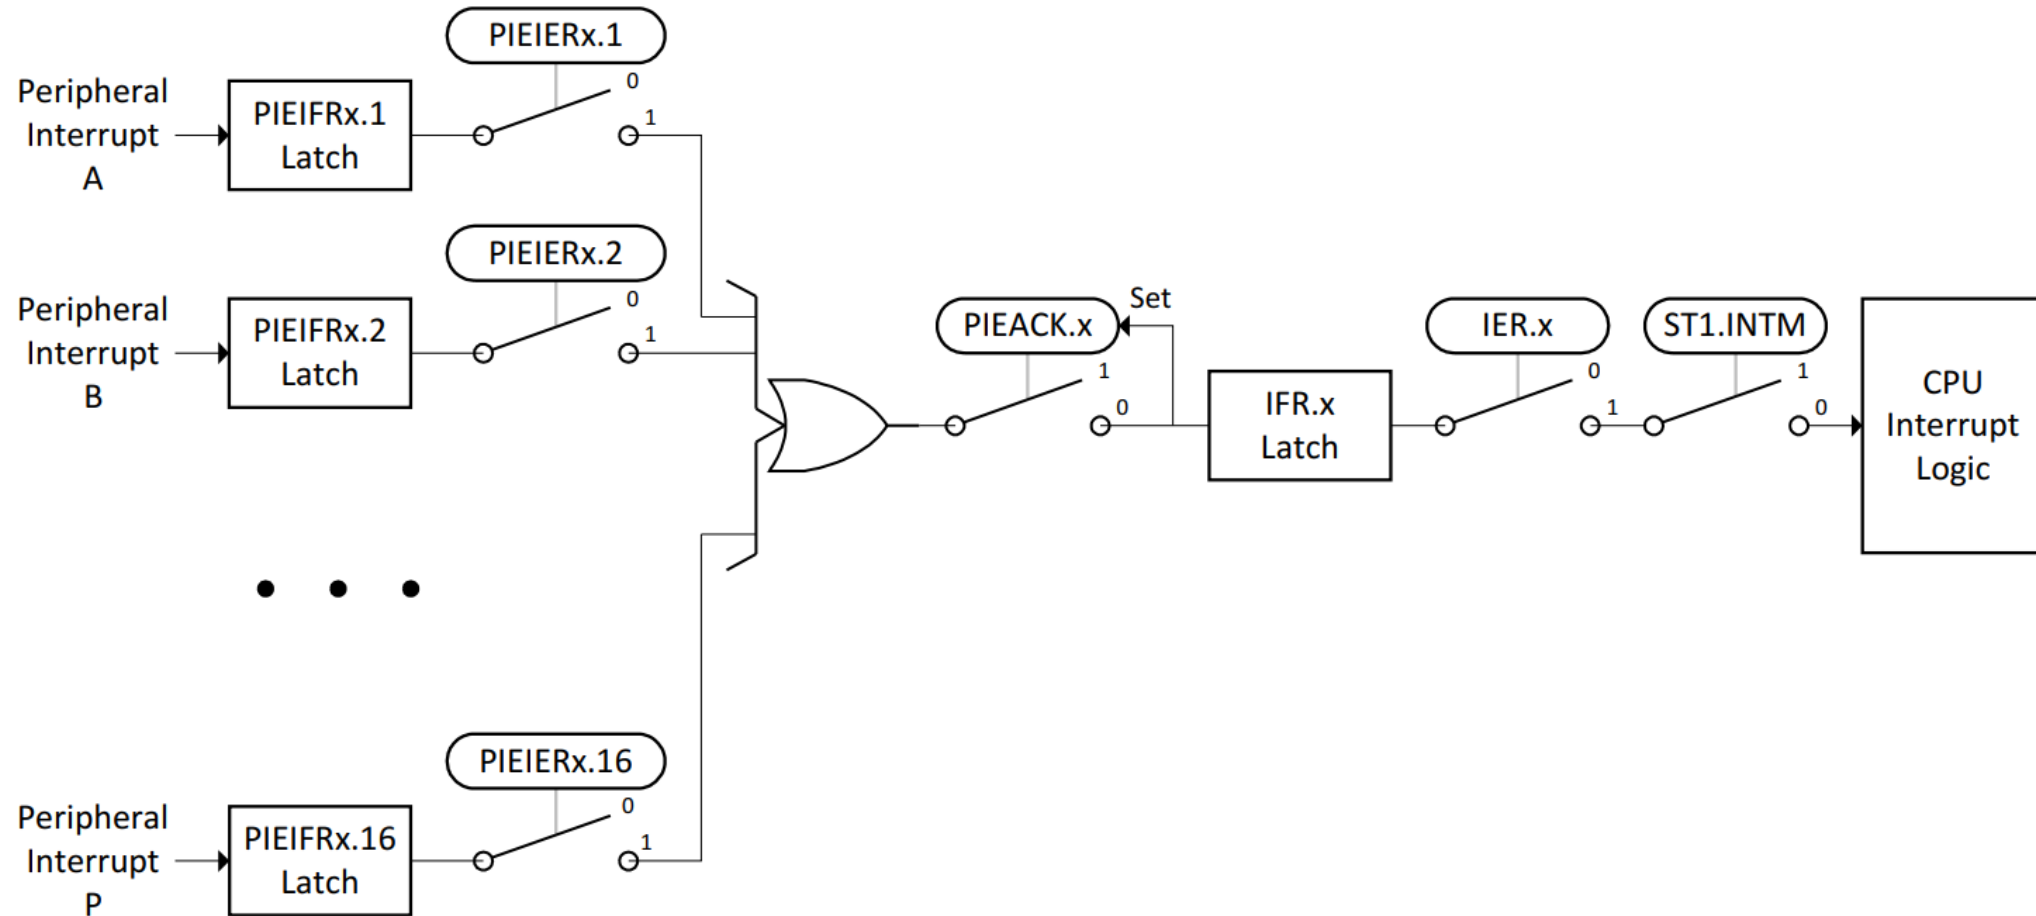 PIEIERx.1
0
1
Peripheral
Interrupt
A
PIEIFRx.1
Latch
PIEIERx.2
0
1
Peripheral
Interrupt
B
PIEIFRx.2
Latch
PIEACK.x
Set
1
0
IFR.x
Latch
IER.x
0
1
ST1.INTM
1
0
CPU
Interrupt
Logic
PIEIERx.16
0
1
Peripheral
Interrupt
P
PIEIFRx.16
Latch